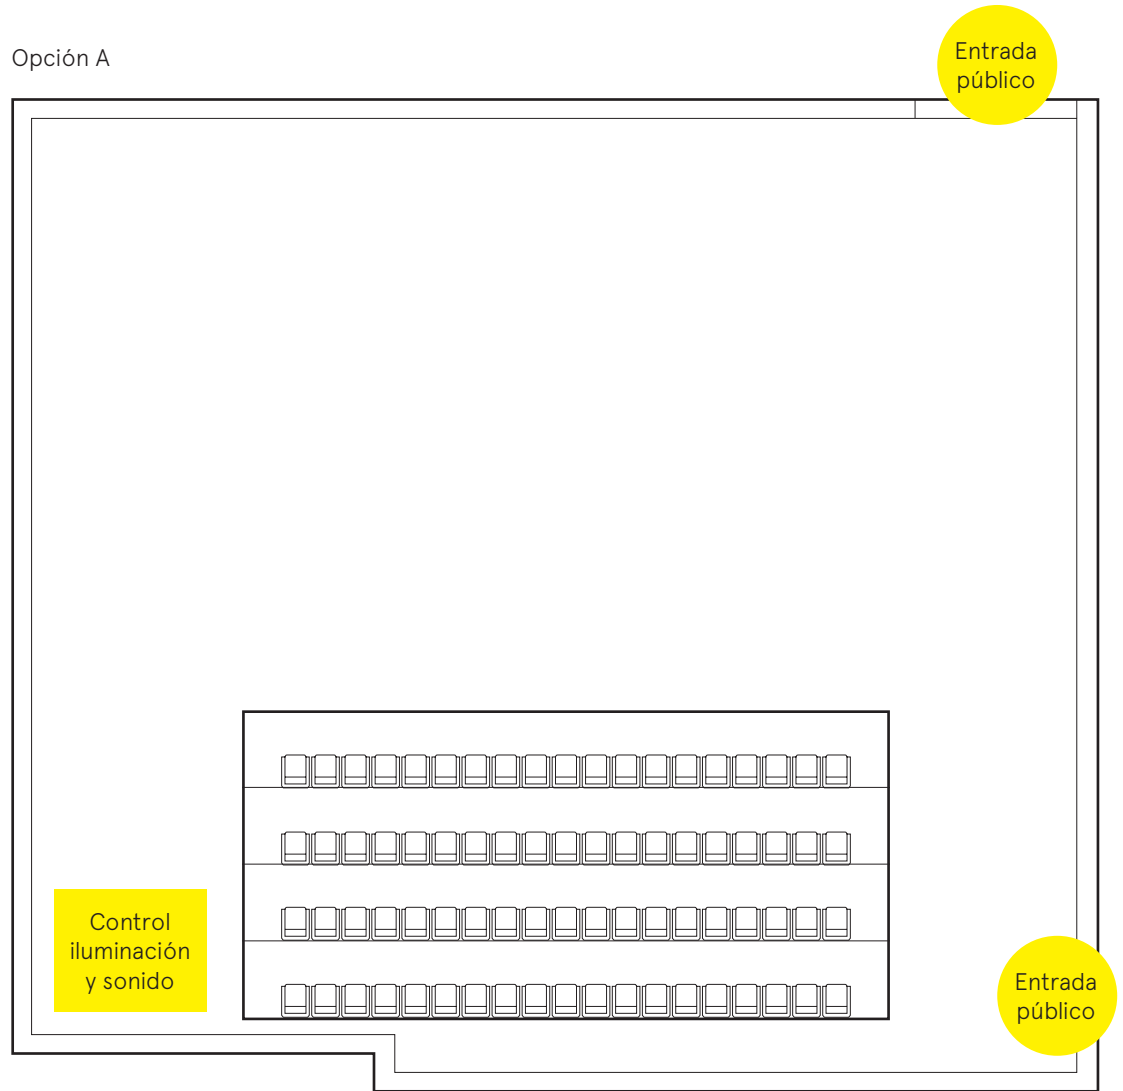 Opción A
Entrada
público
Control
iluminación
y sonido
Entrada
público